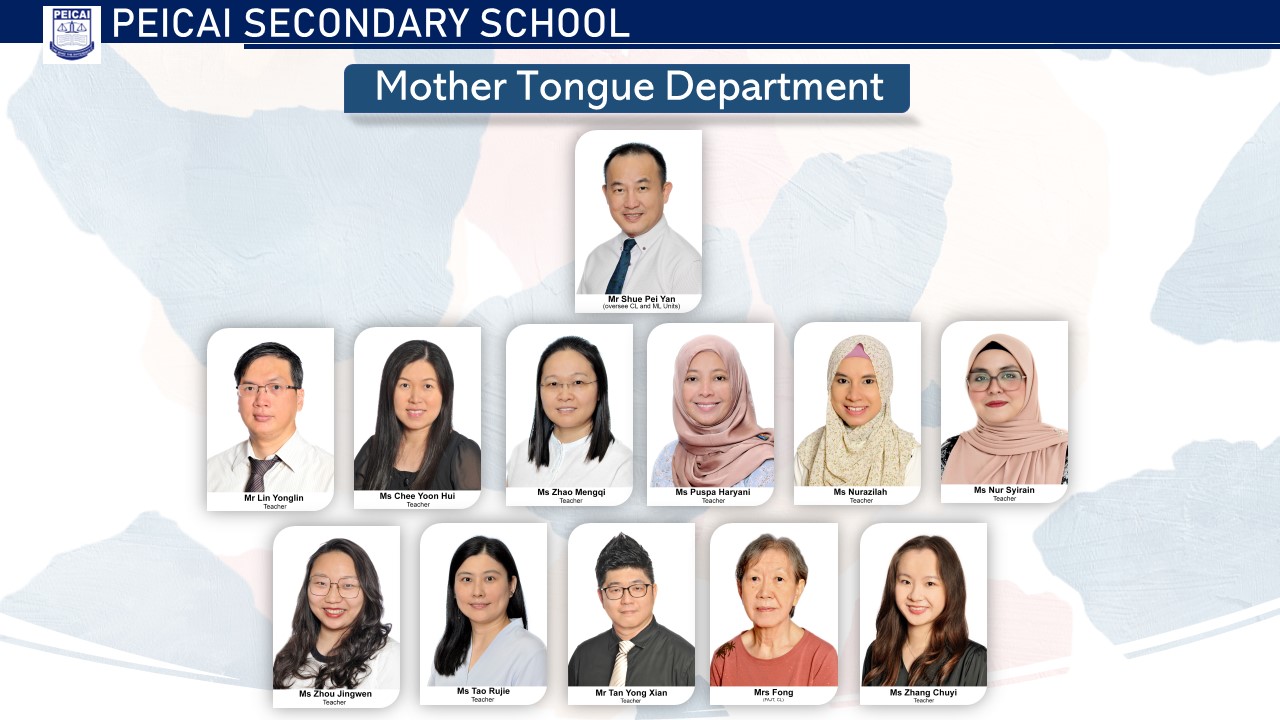 PEICAI
PEICAI SECONDARY SCHOOL
Mother Tongue Department
Mr Shue Pei Yan
(oversee CL and ML Units)
Mr Lin Yonglin
Teacher
Ms Chee Yoon Hui
Teacher
Ms Zhao Mengqi
Teacher
Ms Puspa Haryani
Teacher
Ms Nurazilah
Teacher
Ms Nur Syirain
Teacher
Ms Zhou Jingwen
Teacher
Ms Tao Rujie
Teacher
Mr Tan Yong Xian
Teacher
Mrs Fong
(FAJT, CL)
Ms Zhang Chuyi
Teacher